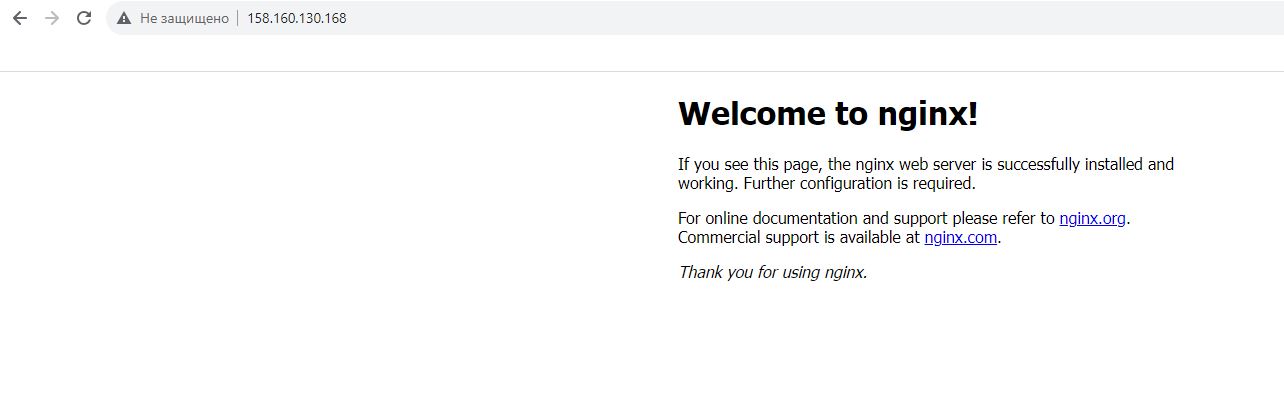 Не защищено 158.160.130.168
Welcome to nginx!
If you see this page, the nginx web server is successfully installed and
working. Further configuration is required.
For online documentation and support please refer to nginx.org.
Commercial support is available at nginx.com.
Thank you for using nginx.